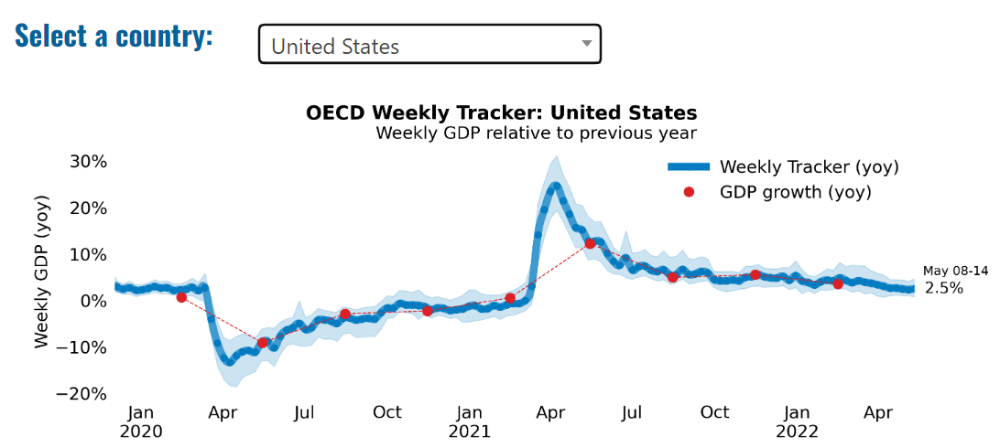 Select a country:
United States
OECD Weekly Tracker: United States
Weekly GDP relative to previous year
Weekly GDP (yoy)
30%
20%
10%
0%
−10%
−20%
Weekly Tracker (yoy)
GDP growth (yoy)
May 08-14
2.5%
Jan Apr Jul Oct Jan Apr Jul Oct Jan Apr
2020 2021 2022